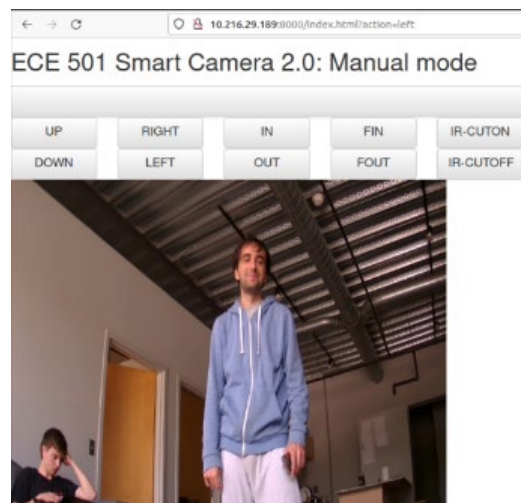 10.216.29.189:8000/index.html?action=left
ECE 501 Smart Camera 2.0: Manual mode
UP RIGHT IN FIN IR-CUTON
DOWN LEFT OUT FOUT IR-CUTOFF